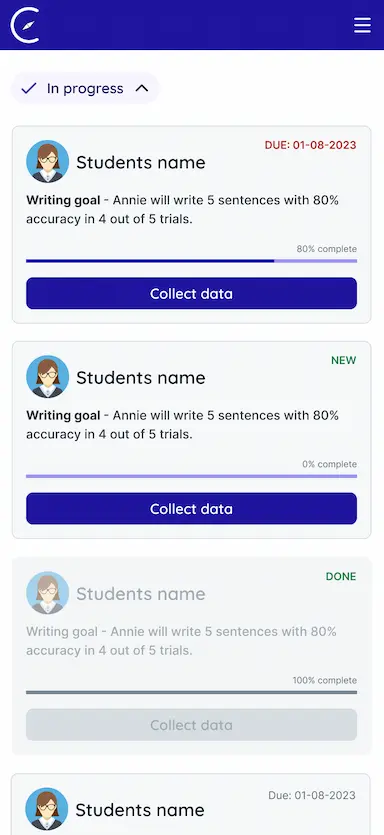 In progress
DUE: 01-08-2023
Students name
Writing goal - Annie will write 5 sentences with 80%
accuracy in 4 out of 5 trials.
80% complete
Collect data
NEW
Students name
Writing goal - Annie will write 5 sentences with 80%
accuracy in 4 out of 5 trials.
0% complete
Collect data
DONE
Students name
Writing goal - Annie will write 5 sentences with 80%
accuracy in 4 out of 5 trials.
100% complete
Collect data
Due: 01-08-2023
Students name